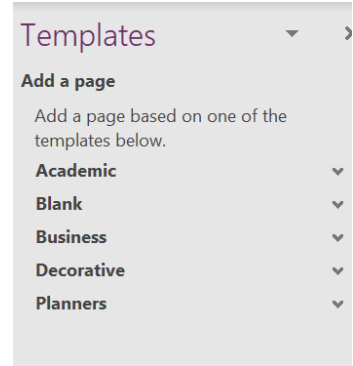 Templates
Add a page
Add a page based on one of the
templates below.
Academic
Blank
Business
Decorative
Planners